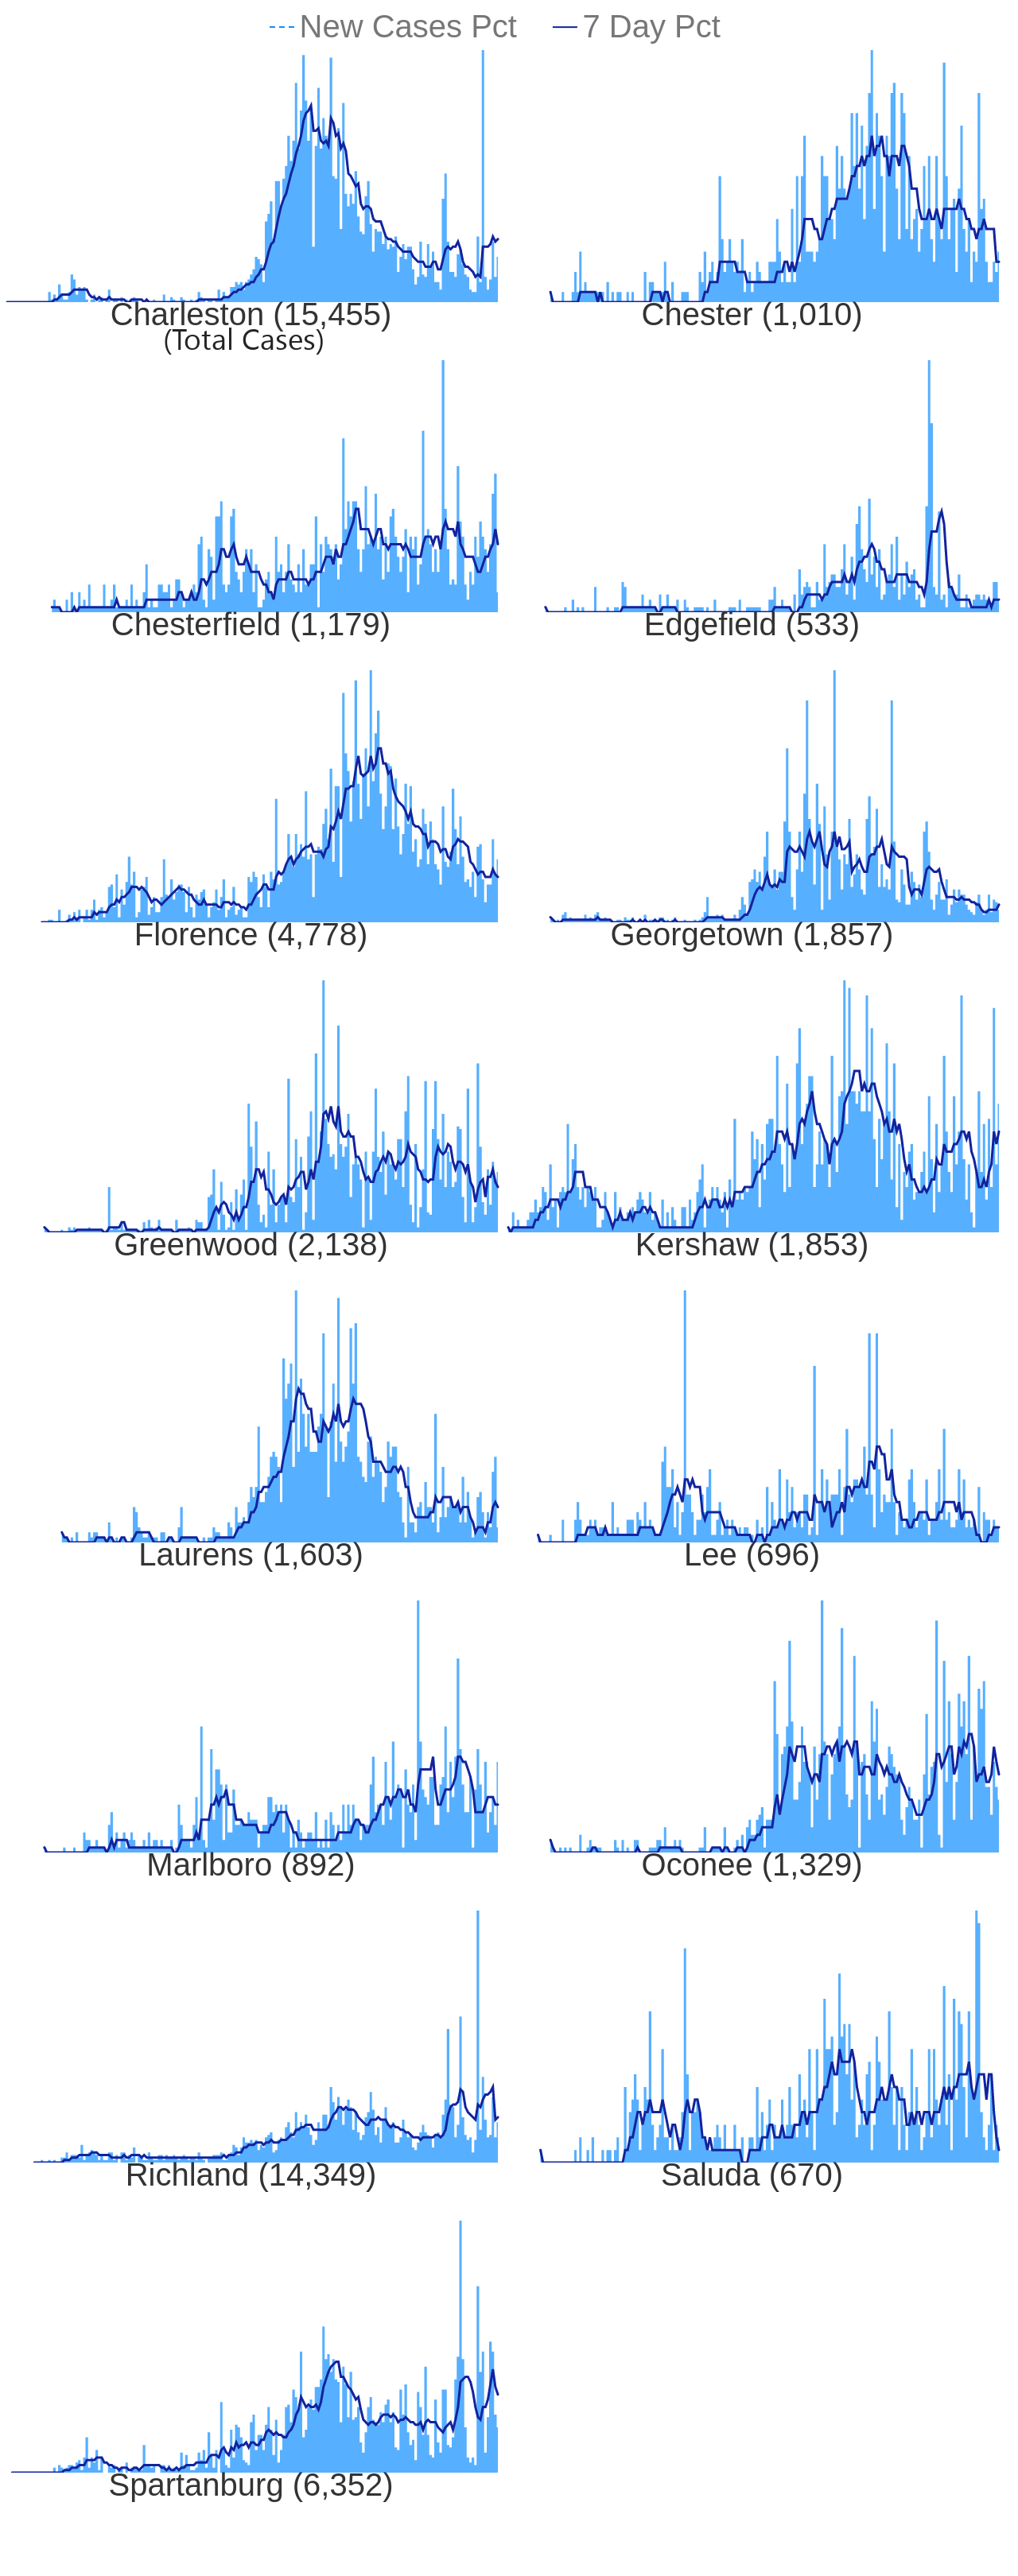 New Cases Pct 7 Day Pct
Charleston (15,455) Chester (1,010)
(Total Cases)
Chesterfield (1,179) Edgefield (533)
Florence (4,778) Georgetown (1,857)
Greenwood (2,138) Kershaw (1,853)
Laurens (1,603) Lee (696)
Marlboro (892) Oconee (1,329)
Richland (14,349) Saluda (670)
Spartanburg (6,352)